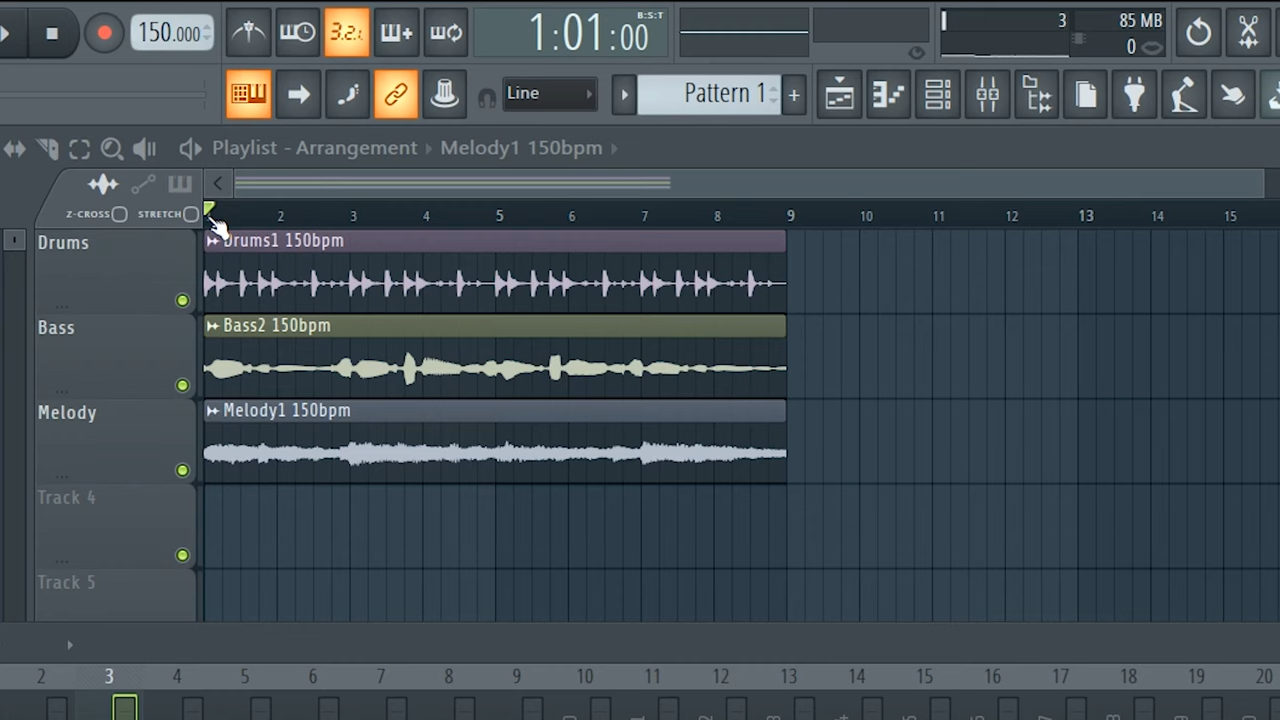 150.000
3.2.
1:01:00
B:S:T
3
85 MB
0
Line
Pattern 1
+
Playlist - Arrangement
Melody1 150bpm
Z-CROSS
STRETCH
2 3 4 5 6 7 8 9 10 11 12 13 14 15
Drums
Drums1 150bpm
...
Bass
Bass2 150bpm
...
Melody
Melody1 150bpm
...
Track 4
...
Track 5
2 3 4 5 6 7 8 9 10 11 12 13 14 15 16 17 18 19 20